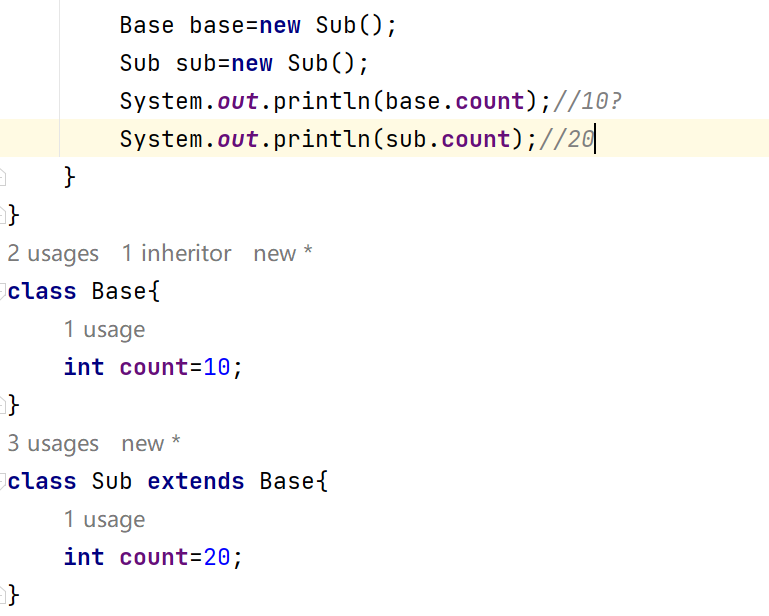 Base base=new Sub();
Sub sub=new Sub();
System.out.println(base.count);//10?
System.out.println(sub.count);//20
}
}
2 usages 1 inheritor new *
class Base{
1 usage
int count=10;
}
3 usages new *
class Sub extends Base{
1 usage
int count=20;
}